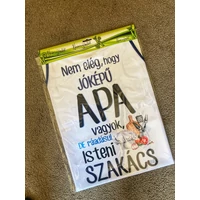 Nem elég, hogy
JÓKÉPŰ
APA
vagyok,
DE ráadásul
Isteni
SZAKÁCS